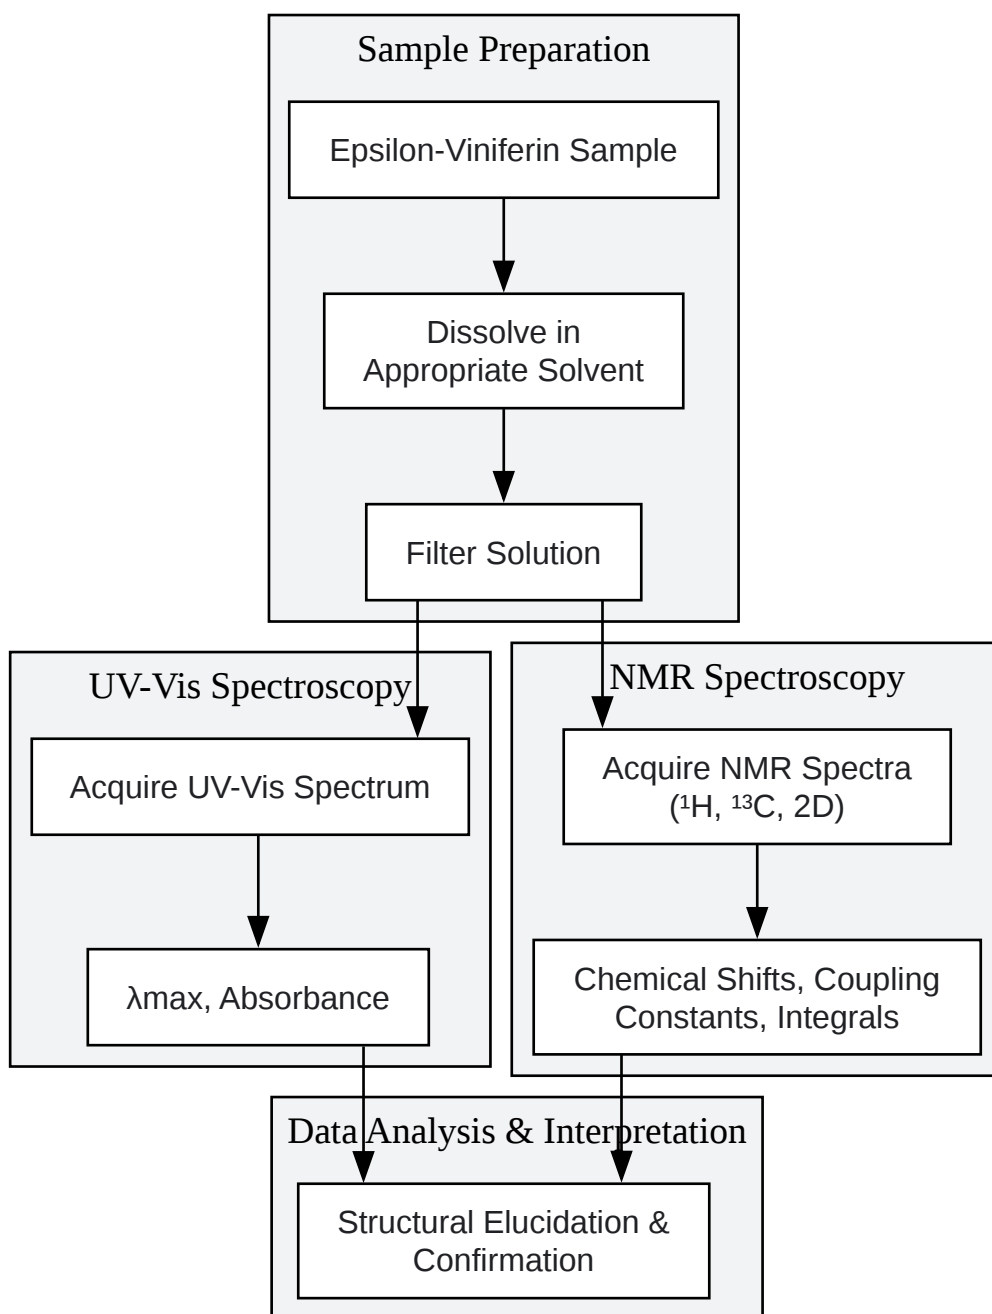 Sample Preparation
Epsilon-Viniferin Sample
Dissolve in
Appropriate Solvent
Filter Solution
UV-Vis Spectroscopy
Acquire UV-Vis Spectrum
λmax, Absorbance
NMR Spectroscopy
Acquire NMR Spectra
(¹H, ¹³C, 2D)
Chemical Shifts, Coupling
Constants, Integrals
Data Analysis & Interpretation
Structural Elucidation &
Confirmation